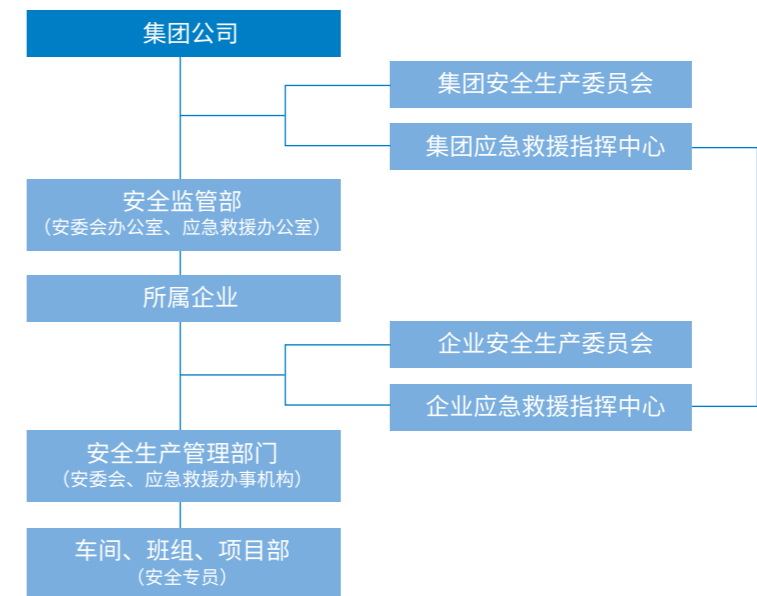 集团公司
集团安全生产委员会
集团应急救援指挥中心
安全监管部
（安委会办公室、应急救援办公室）
所属企业
企业安全生产委员会
企业应急救援指挥中心
安全生产管理部门
（安委会、应急救援办事机构）
车间、班组、项目部
（安全专员）